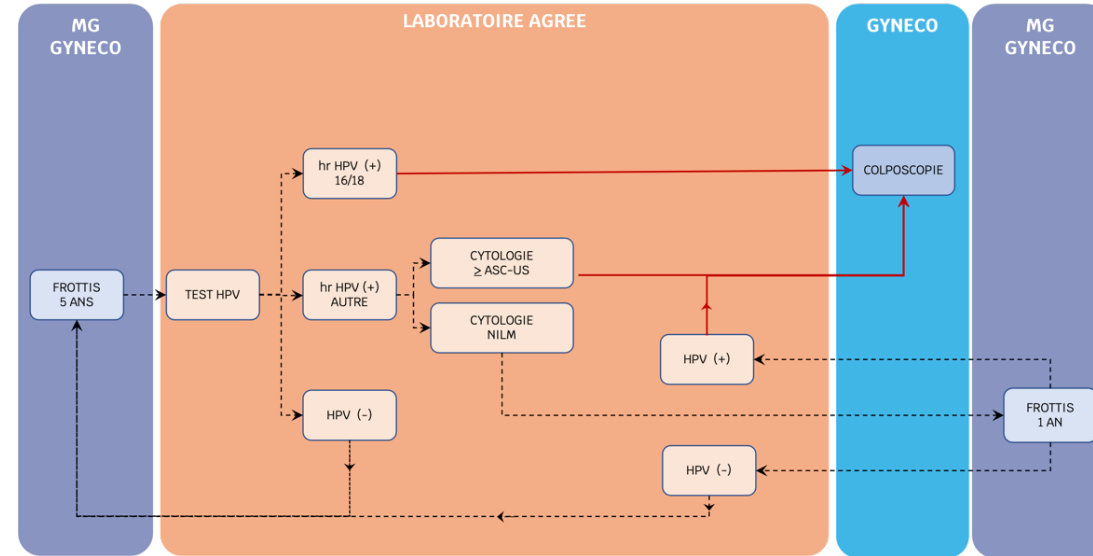 MG
GYNECO
LABORATOIRE AGREE
GYNECO
MG
GYNECO
hr HPV (+)
16/18
COLPOSCOPIE
CYTOLOGIE
≥ ASC-US
FROTTIS
5 ANS
TEST HPV
hr HPV (+)
AUTRE
CYTOLOGIE
NILM
HPV (+)
HPV (-)
FROTTIS
1 AN
HPV (-)